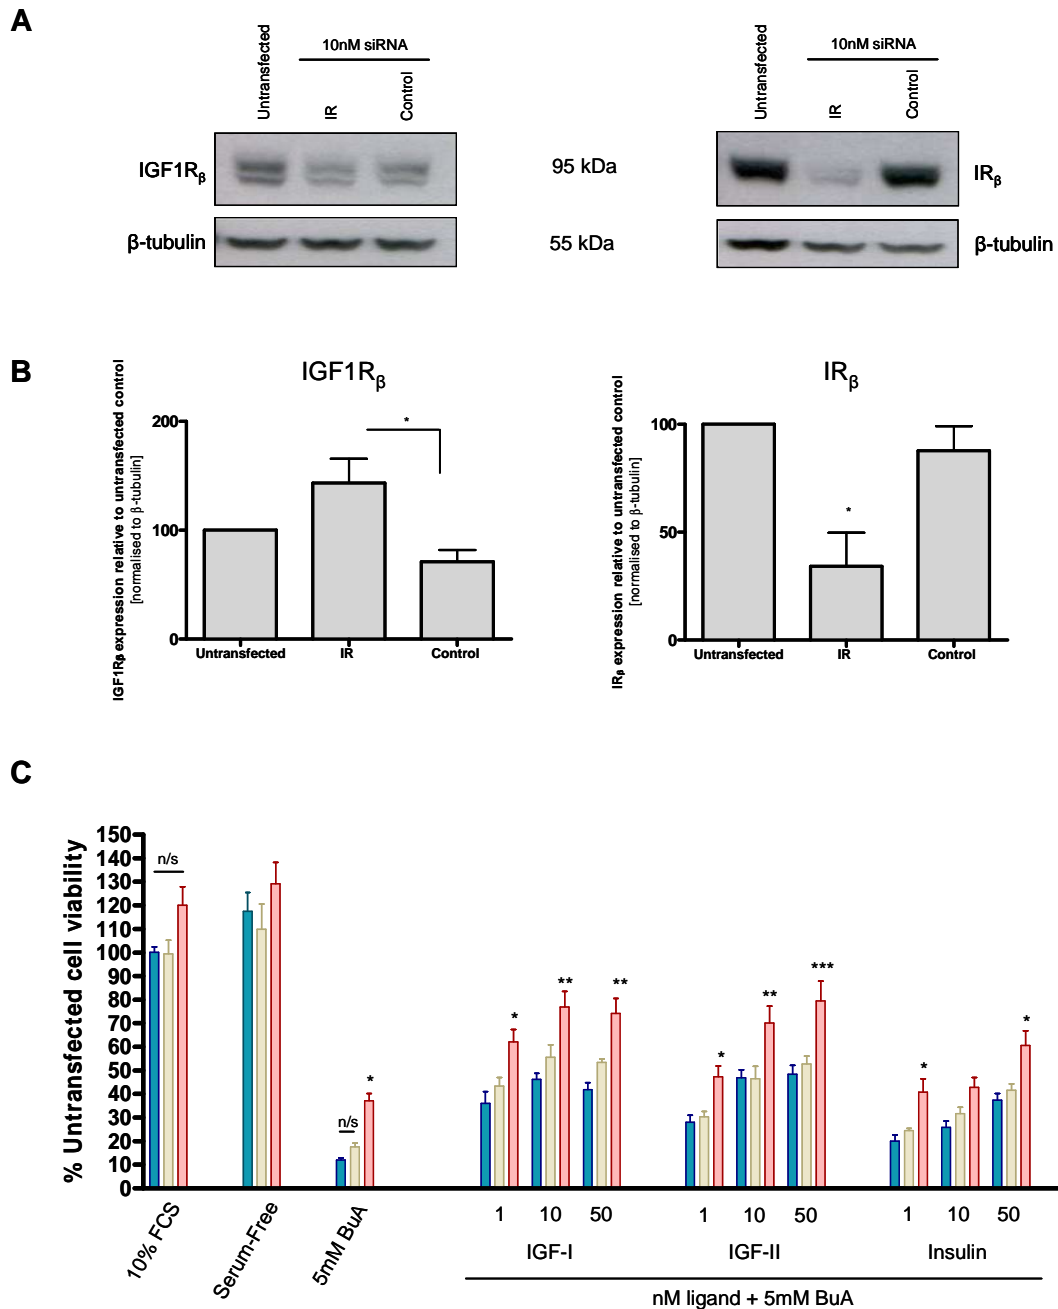 A
Untransfected
10nM siRNA
IR
Control
Untransfected
10nM siRNA
IR
Control
IGF1Rβ
95 kDa
IRβ
β-tubulin
55 kDa
β-tubulin
B
IGF1Rβ
IRβ
IGF1Rβ expression relative to untransfected control
[normalised to β-tubulin]
200
100
0
*
Untransfected
IR
Control
IRβ expression relative to untransfected control
[normalised to β-tubulin]
100
50
0
*
Untransfected
IR
Control
C
% Untransfected cell viability
150
140
130
120
110
100
90
80
70
60
50
40
30
20
10
0
n/s
n/s
*
*
**
**
*
**
***
*
*
10% FCS
Serum-Free
5mM BuA
1 10 50
1 10 50
1 10 50
IGF-I
IGF-II
Insulin
nM ligand + 5mM BuA